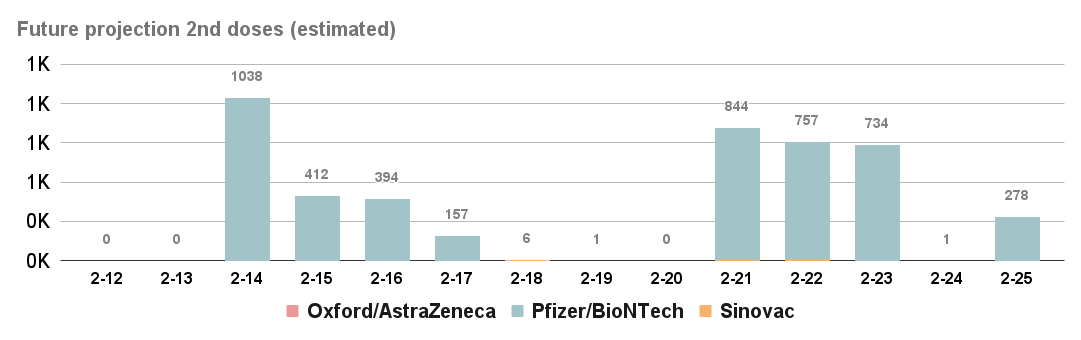 Future projection 2nd doses (estimated)
1K
1K
1K
1K
0K
0K
0
0
1038
412
394
157
6
1
0
844
757
734
1
278
2-12 2-13 2-14 2-15 2-16 2-17 2-18 2-19 2-20 2-21 2-22 2-23 2-24 2-25
Oxford/AstraZeneca Pfizer/BioNTech Sinovac